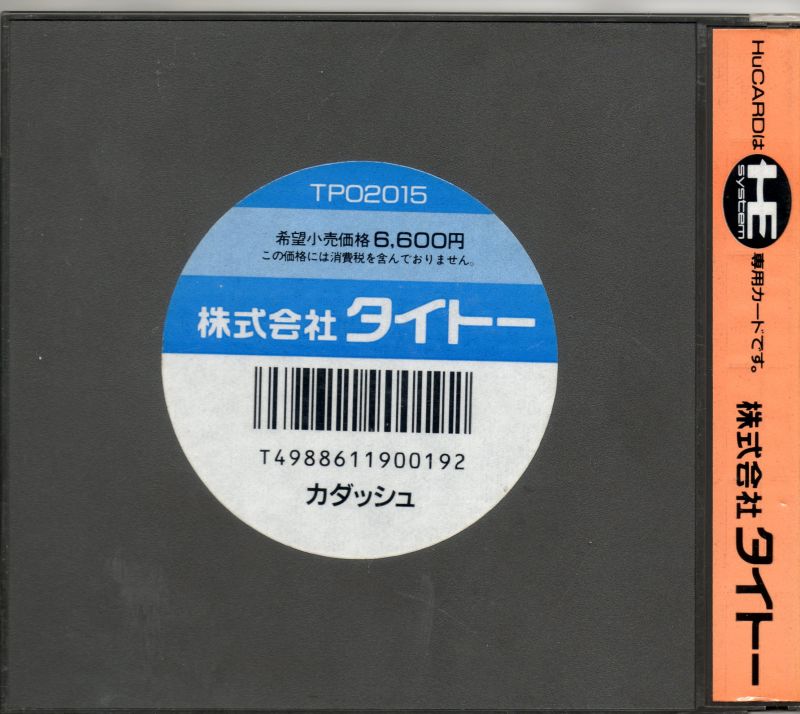 TP02015
希望小売価格 6,600円
この価格には消費税を含んでおりません。
株式会社 タイトー
T4988611900192
カダッシュ
HuCARDは HE system 専用カードです。
株式会社 タイトー